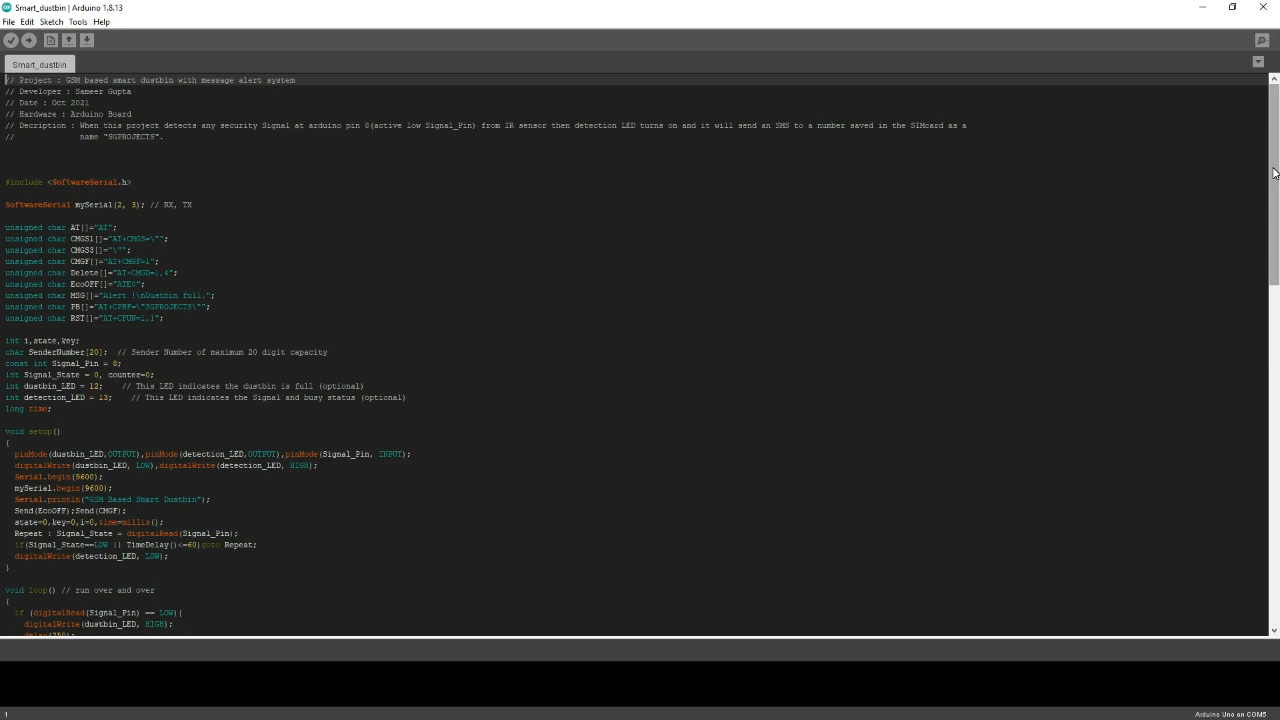 Smart_dustbin | Arduino 1.8.13
File Edit Sketch Tools Help
Smart_dustbin
// Project : GSM based smart dustbin with message alert system
// Developer : Sameer Gupta
// Date : Oct 2021
// Hardware : Arduino Board
// Decription : When this project detects any security Signal at arduino pin 8(active low Signal_Pin) from IR sensor then detection LED turns on and it will send an SMS to a number saved in the SIMcard as a
// name "SGPROJECTS".
#include <SoftwareSerial.h>
SoftwareSerial mySerial(2, 3); // RX, TX
unsigned char AT[]="AT";
unsigned char CMGS1[]="AT+CMGS=\"";
unsigned char CMGS3[]="\"";
unsigned char CMGF[]="AT+CMGF=1";
unsigned char Delete[]="AT+CMGD=1,4";
unsigned char EcoOFF[]="ATE0";
unsigned char MSG[]="Alert !\nDustbin full.";
unsigned char PB[]="AT+CPBF=\"SGPROJECTS\"";
unsigned char RST[]="AT+CFUN=1,1";
int i,state,key;
char SenderNumber[20]; // Sender Number of maximum 20 digit capacity
const int Signal_Pin = 8;
int Signal_State = 0, counter=0;
int dustbin_LED = 12; // This LED indicates the dustbin is full (optional)
int detection_LED = 13; // This LED indicates the Signal and busy status (optional)
long time;
void setup()
{
pinMode(dustbin_LED,OUTPUT),pinMode(detection_LED,OUTPUT),pinMode(Signal_Pin, INPUT);
digitalWrite(dustbin_LED, LOW),digitalWrite(detection_LED, HIGH);
Serial.begin(9600);
mySerial.begin(9600);
Serial.println("GSM Based Smart Dustbin");
Send(EcoOFF);Send(CMGF);
state=0,key=0,i=0,time=millis();
Repeat : Signal_State = digitalRead(Signal_Pin);
if(Signal_State==LOW || TimeDelay()<=60)goto Repeat;
digitalWrite(detection_LED, LOW);
}
void loop() // run over and over
{
if (digitalRead(Signal_Pin) == LOW){
digitalWrite(dustbin_LED, HIGH);
delay(250);
1
Arduino Uno on COM5